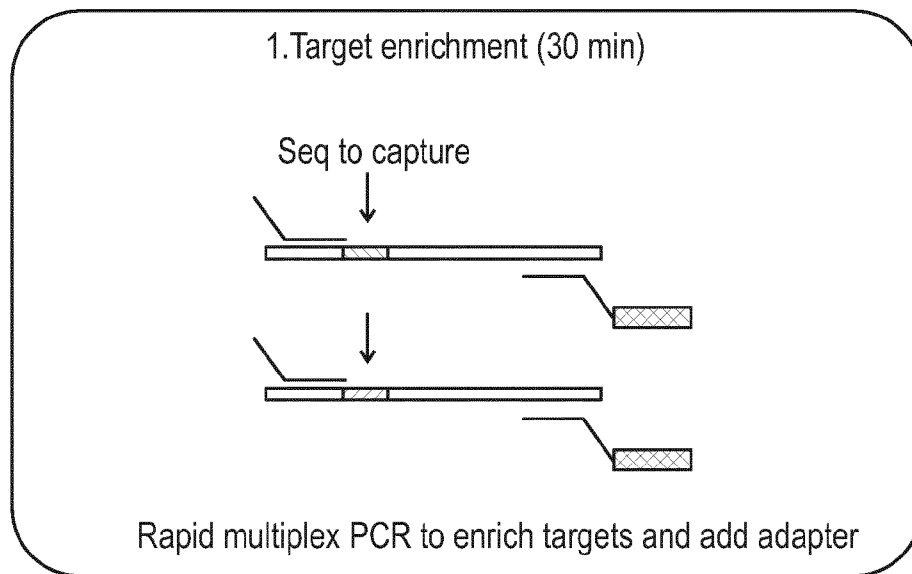 1.Target enrichment (30 min)
Seq to capture
Rapid multiplex PCR to enrich targets and add adapter